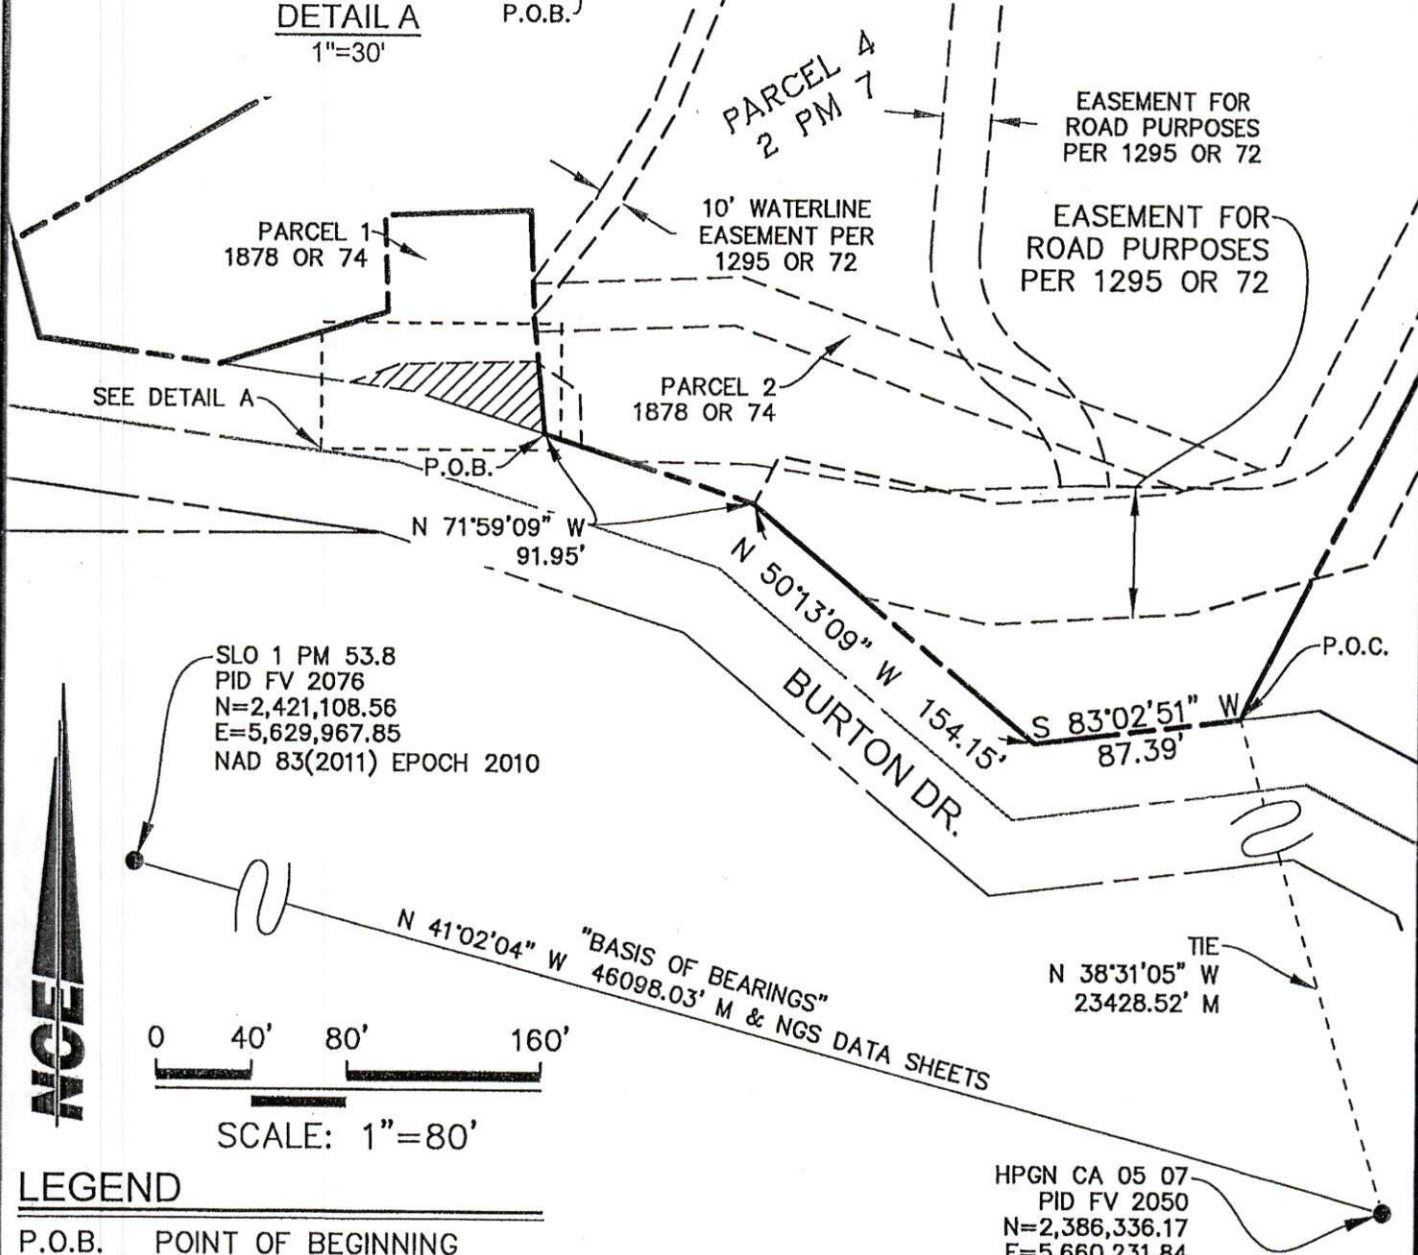 DETAIL A
1"=30'
P.O.B.
PARCEL 4
2 PM 7
EASEMENT FOR
ROAD PURPOSES
PER 1295 OR 72
10' WATERLINE
EASEMENT PER
1295 OR 72
EASEMENT FOR
ROAD PURPOSES
PER 1295 OR 72
PARCEL 1
1878 OR 74
SEE DETAIL A
PARCEL 2
1878 OR 74
P.O.B.
N 71°59'09" W
91.95'
N 50°13'09" W 154.15'
BURTON DR.
P.O.C.
S 83°02'51" W
87.39'
SLO 1 PM 53.8
PID FV 2076
N=2,421,108.56
E=5,629,967.85
NAD 83(2011) EPOCH 2010
"BASIS OF BEARINGS"
N 41°02'04" W 46098.03' M & NGS DATA SHEETS
TIE
N 38°31'05" W
23428.52' M
NCE
0 40' 80' 160'
SCALE: 1"=80'
HPGN CA 05 07
PID FV 2050
N=2,386,336.17
E=5,660,231.84
LEGEND
P.O.B. POINT OF BEGINNING